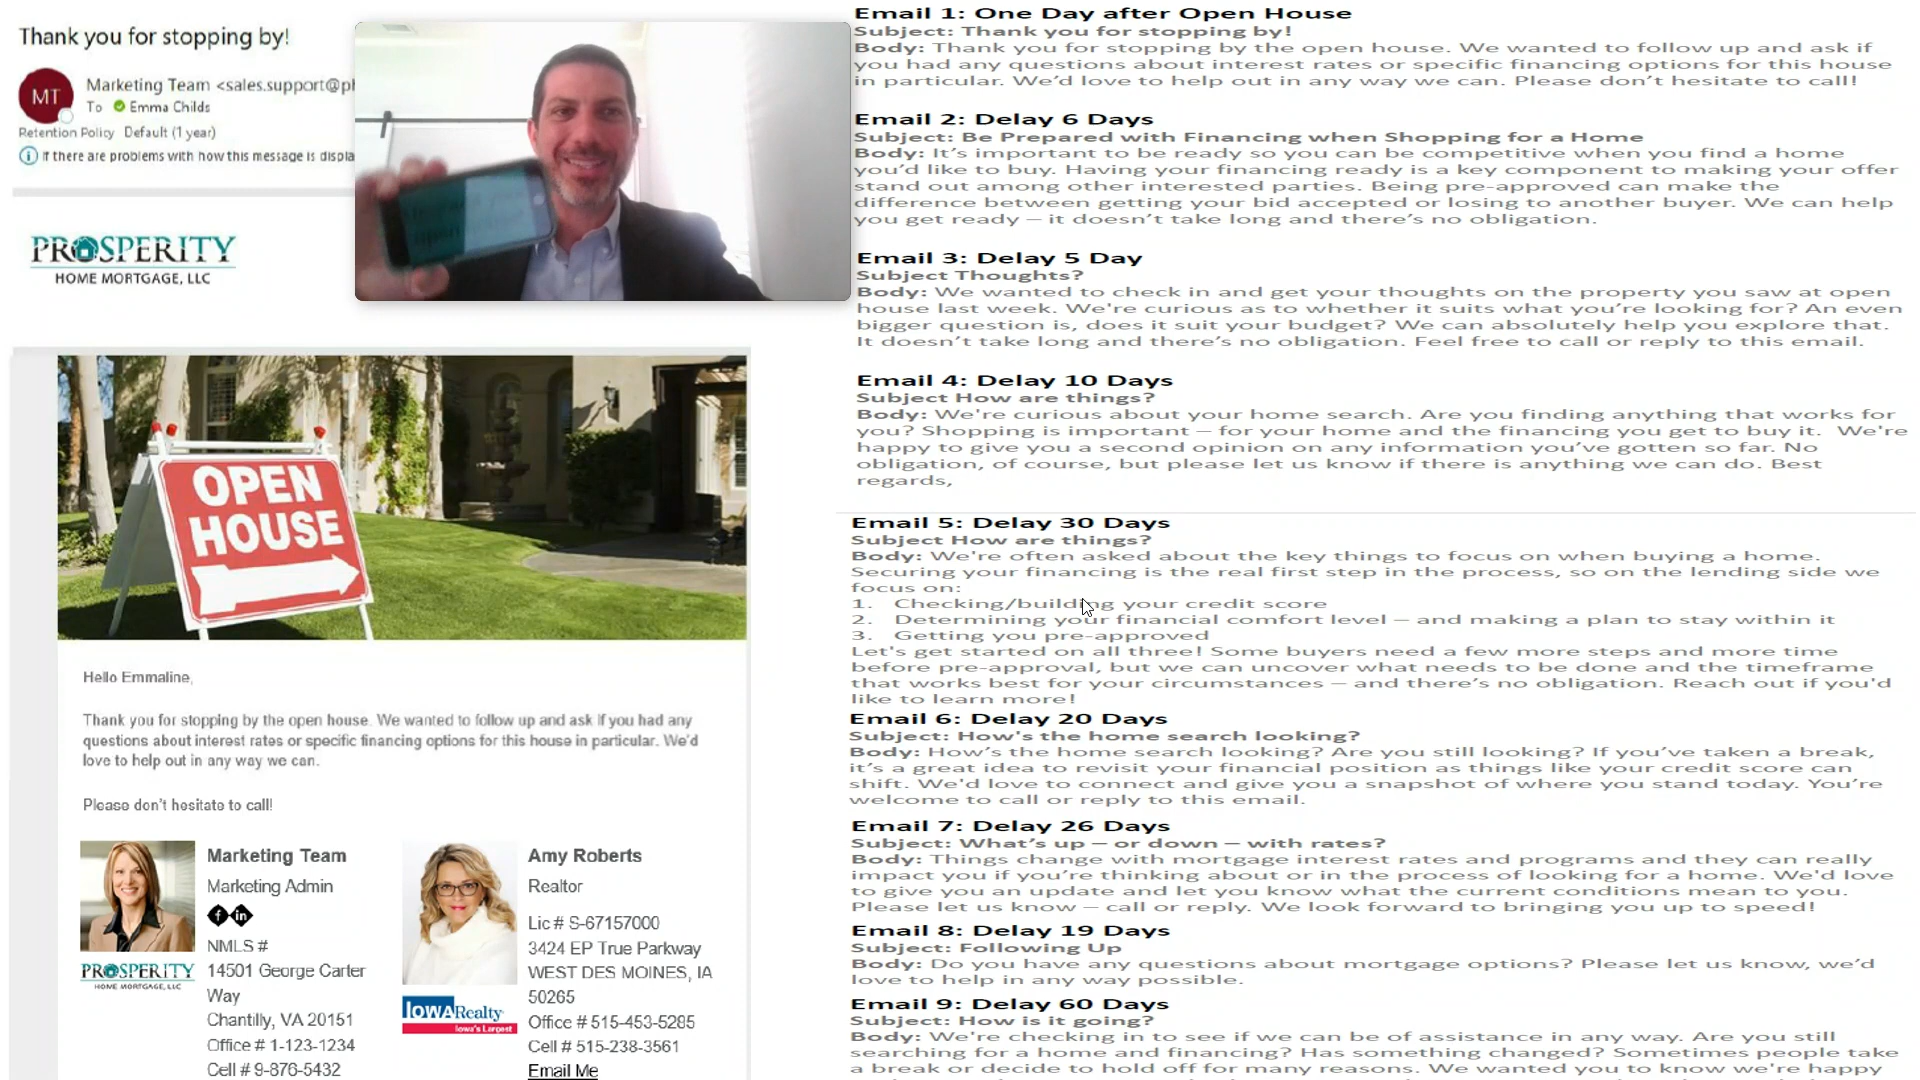 Thank you for stopping by!
MT
Marketing Team <sales.support@ph
To Emma Childs
Retention Policy Default (1 year)
If there are problems with how this message is displa
PROSPERITY
HOME MORTGAGE, LLC
OPEN
HOUSE
Hello Emmaline,
Thank you for stopping by the open house. We wanted to follow up and ask if you had any
questions about interest rates or specific financing options for this house in particular. We'd
love to help out in any way we can.
Please don't hesitate to call!
Marketing Team
Marketing Admin
f in
NMLS #
14501 George Carter
Way
Chantilly, VA 20151
Office # 1-123-1234
Cell # 9-876-5432
PROSPERITY
HOME MORTGAGE, LLC
Amy Roberts
Realtor
Lic # S-67157000
3424 EP True Parkway
WEST DES MOINES, IA
50265
Office # 515-453-5285
Cell # 515-238-3561
Email Me
IOWA Realty
Iowa's Largest
Email 1: One Day after Open House
Subject: Thank you for stopping by!
Body: Thank you for stopping by the open house. We wanted to follow up and ask if
you had any questions about interest rates or specific financing options for this house
in particular. We'd love to help out in any way we can. Please don't hesitate to call!
Email 2: Delay 6 Days
Subject: Be Prepared with Financing when Shopping for a Home
Body: It's important to be ready so you can be competitive when you find a home
you'd like to buy. Having your financing ready is a key component to making your offer
stand out among other interested parties. Being pre-approved can make the
difference between getting your bid accepted or losing to another buyer. We can help
you get ready – it doesn't take long and there's no obligation.
Email 3: Delay 5 Day
Subject Thoughts?
Body: We wanted to check in and get your thoughts on the property you saw at open
house last week. We're curious as to whether it suits what you're looking for? An even
bigger question is, does it suit your budget? We can absolutely help you explore that.
It doesn't take long and there's no obligation. Feel free to call or reply to this email.
Email 4: Delay 10 Days
Subject How are things?
Body: We're curious about your home search. Are you finding anything that works for
you? Shopping is important – for your home and the financing you get to buy it. We're
happy to give you a second opinion on any information you've gotten so far. No
obligation, of course, but please let us know if there is anything we can do. Best
regards,
Email 5: Delay 30 Days
Subject How are things?
Body: We're often asked about the key things to focus on when buying a home.
Securing your financing is the real first step in the process, so on the lending side we
focus on:
1. Checking/building your credit score
2. Determining your financial comfort level – and making a plan to stay within it
3. Getting you pre-approved
Let's get started on all three! Some buyers need a few more steps and more time
before pre-approval, but we can uncover what needs to be done and the timeframe
that works best for your circumstances – and there's no obligation. Reach out if you'd
like to learn more!
Email 6: Delay 20 Days
Subject: How's the home search looking?
Body: How's the home search looking? Are you still looking? If you've taken a break,
it's a great idea to revisit your financial position as things like your credit score can
shift. We'd love to connect and give you a snapshot of where you stand today. You're
welcome to call or reply to this email.
Email 7: Delay 26 Days
Subject: What's up – or down – with rates?
Body: Things change with mortgage interest rates and programs and they can really
impact you if you're thinking about or in the process of looking for a home. We'd love
to give you an update and let you know what the current conditions mean to you.
Please let us know – call or reply. We look forward to bringing you up to speed!
Email 8: Delay 19 Days
Subject: Following Up
Body: Do you have any questions about mortgage options? Please let us know, we'd
love to help in any way possible.
Email 9: Delay 60 Days
Subject: How is it going?
Body: We're checking in to see if we can be of assistance in any way. Are you still
searching for a home and financing? Has something changed? Sometimes people take
a break or decide to hold off for many reasons. We wanted you to know we're happy